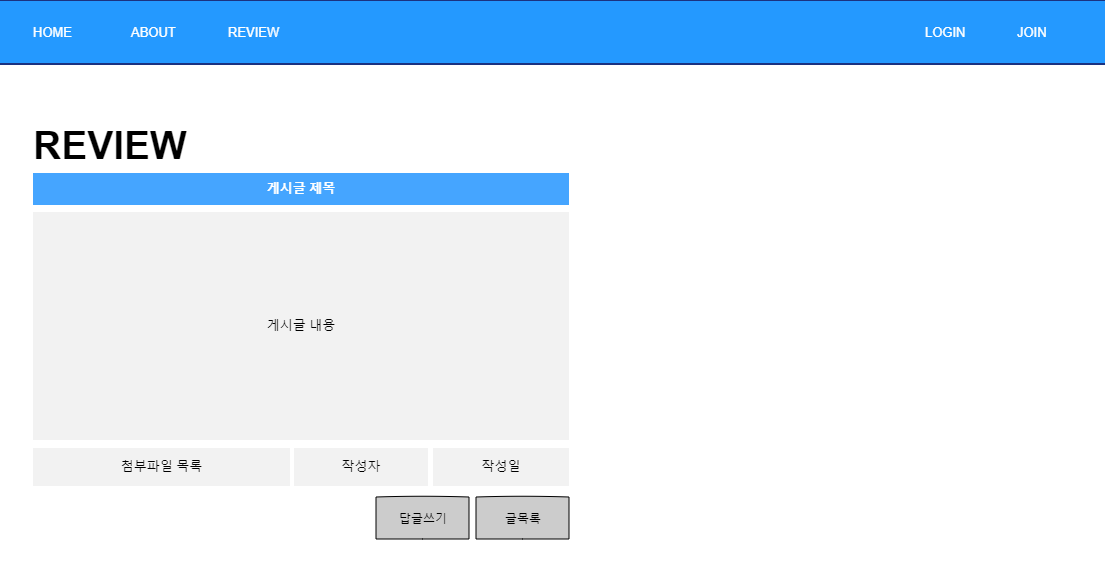 HOME ABOUT REVIEW LOGIN JOIN
REVIEW
게시글 제목
게시글 내용
첨부파일 목록 작성자 작성일
답글쓰기 글목록